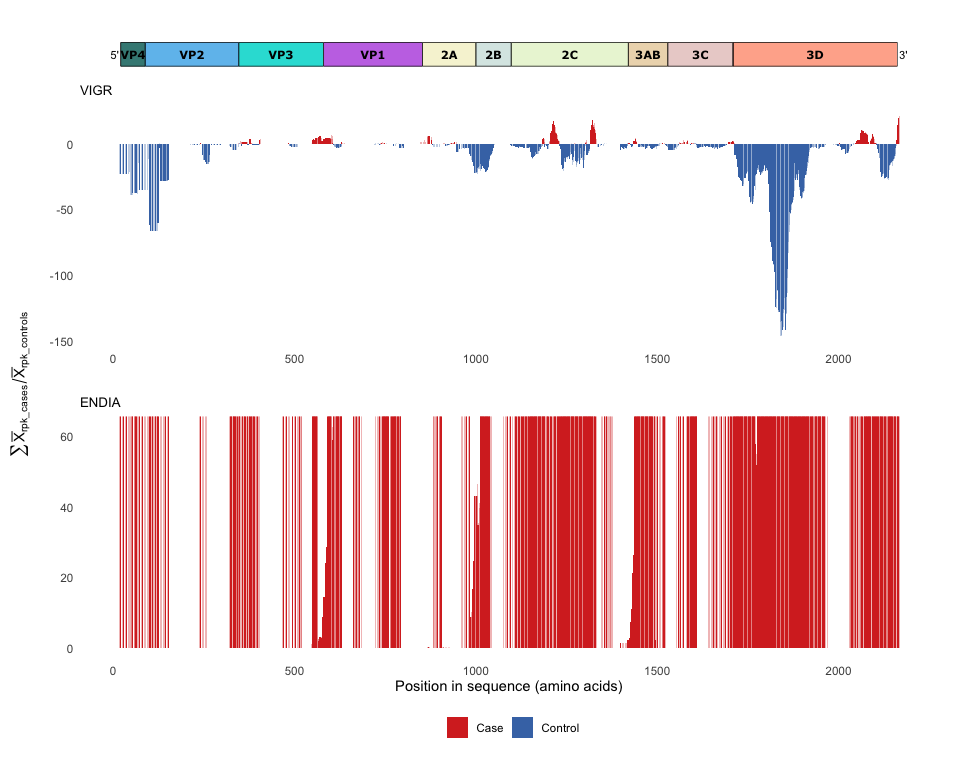 5' VP4 VP2 VP3 VP1 2A 2B 2C 3AB 3C 3D 3'
VIGR
0
-50
-100
-150
0 500 1000 1500 2000
∑ X̅rpk_cases/X̅rpk_controls
ENDIA
60
40
20
0
0 500 1000 1500 2000
Position in sequence (amino acids)
Case Control